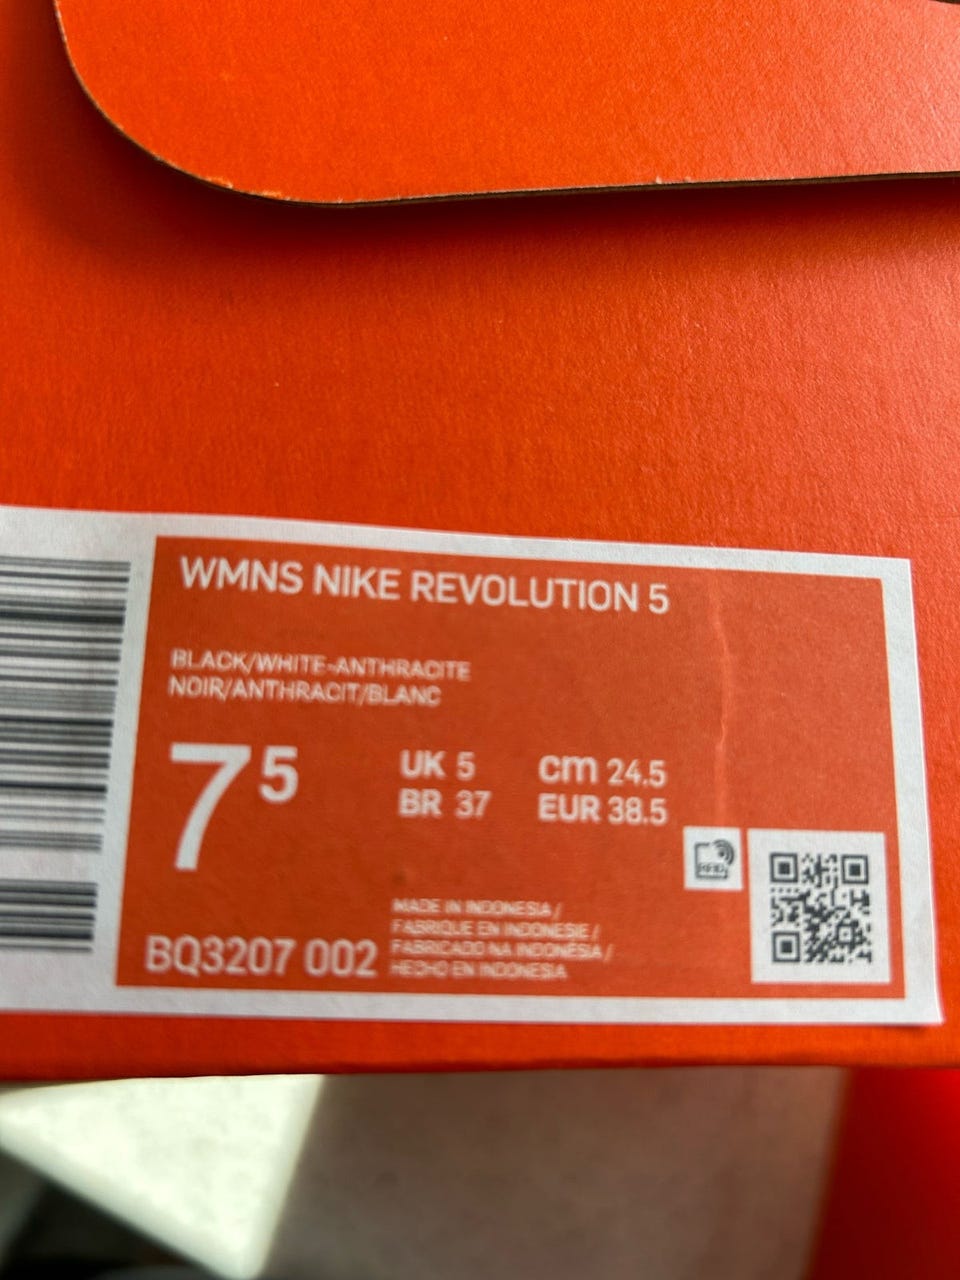 WMNS NIKE REVOLUTION 5
BLACK/WHITE-ANTHRACITE
NOIR/ANTHRACIT/BLANC
7 5
UK 5 cm 24.5
BR 37 EUR 38.5
RFID
MADE IN INDONESIA /
FABRIQUE EN INDONESIE /
FABRICADO NA INDONÉSIA /
HECHO EN INDONESIA
BQ3207 002